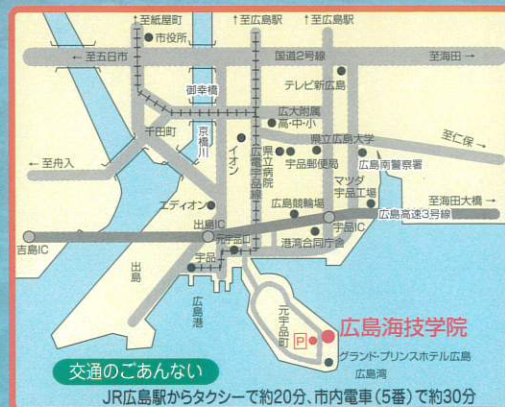 ↑至紙屋町
↑至広島駅
↑至広島駅
市役所
←至五日市
国道2号線
至海田→
テレビ新広島
御幸橋
広大附属
高・中・小
千田町
京橋川
イオン
広電宇品線
県立病院
県立広島大学
宇品郵便局
至仁保→
広島南警察署
←至舟入
マツダ
宇品工場
エディオン
広島競輪場
至海田大橋→
広島高速3号線
出島IC
宇品IC
吉島IC
元宇品口
港湾合同庁舎
宇品
出島
広島港
元宇品町
広島海技学院
P
グランド・プリンスホテル広島
広島湾
交通のごあんない
JR広島駅からタクシーで約20分、市内電車(5番)で約30分